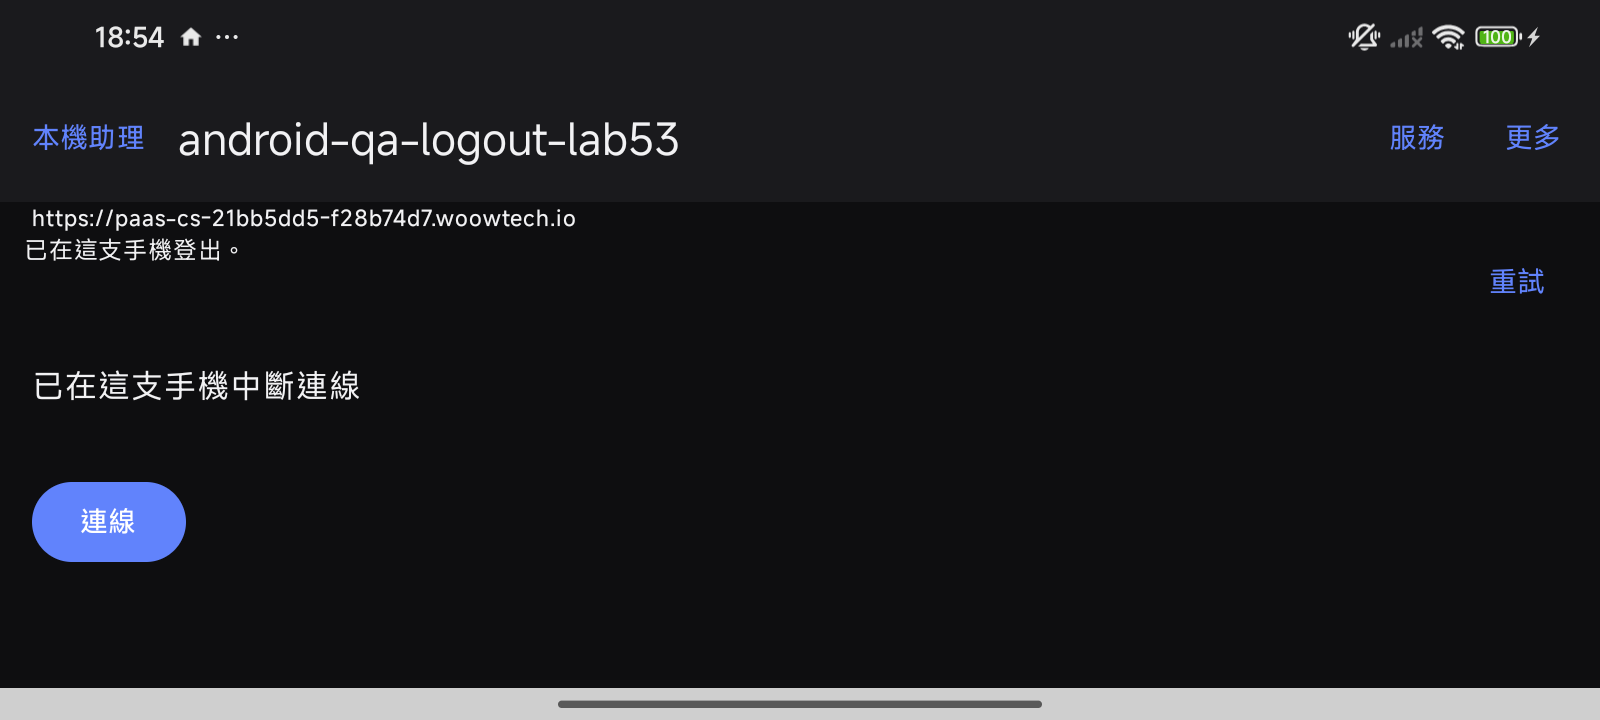 18:54
100
本機助理 android-qa-logout-lab53 服務 更多
https://paas-cs-21bb5dd5-f28b74d7.woowtech.io
已在這支手機登出。
重試
已在這支手機中斷連線
連線